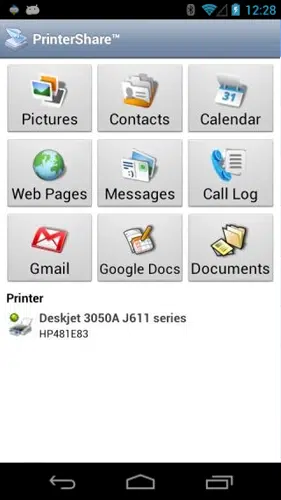 12:28
PrinterShare™
Pictures
Contacts
31
Calendar
Web Pages
Messages
Call Log
Gmail
Google Docs
Documents
Printer
Deskjet 3050A J611 series
HP481E83